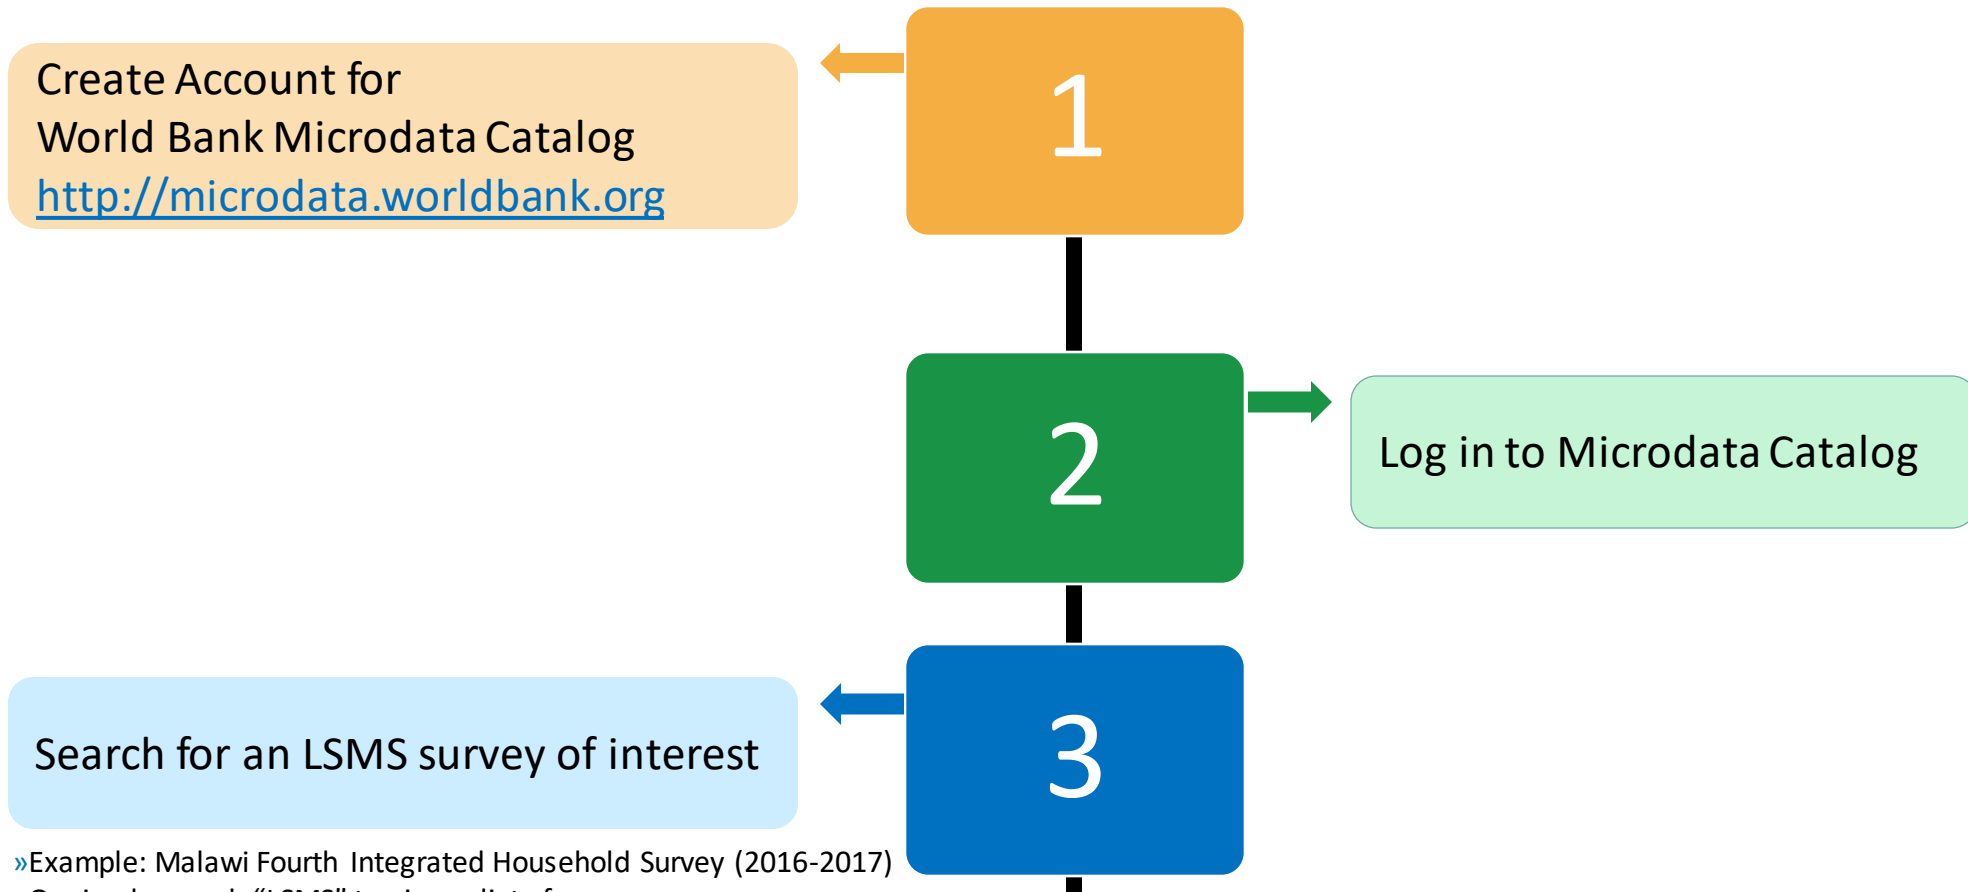 Create Account for
World Bank Microdata Catalog
http://microdata.worldbank.org
1
2
Log in to Microdata Catalog
3
Search for an LSMS survey of interest
»Example: Malawi Fourth Integrated Household Survey (2016-2017)
"LSMS"